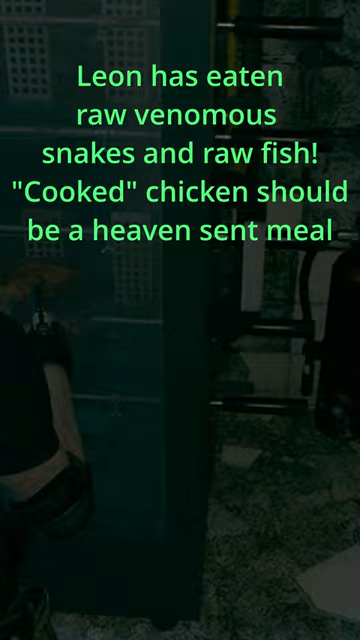 Leon has eaten
raw venomous
snakes and raw fish!
"Cooked" chicken should
be a heaven sent meal